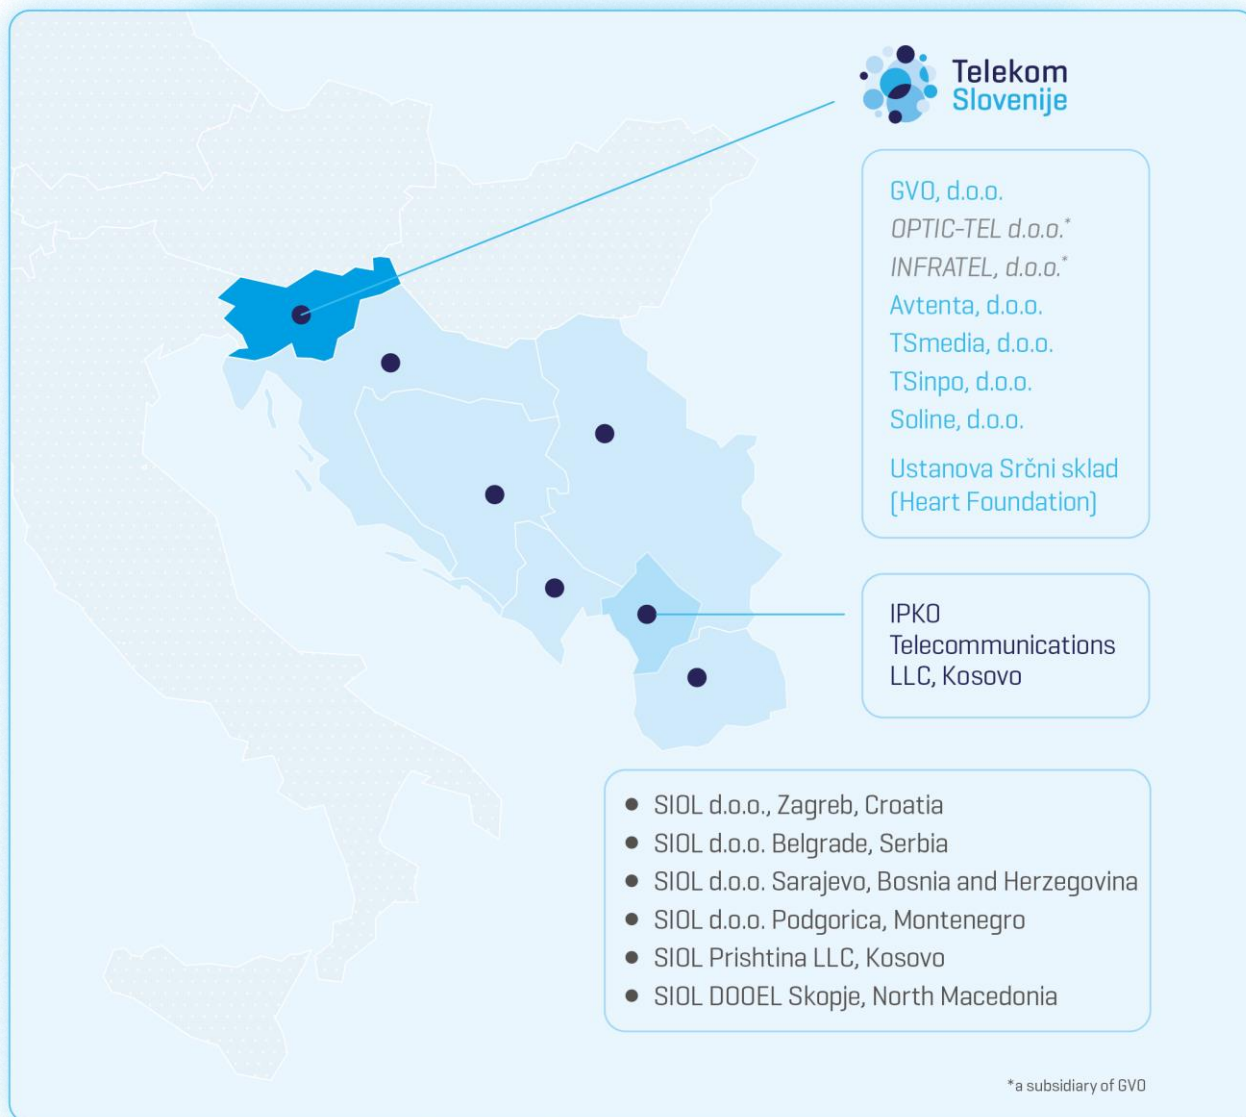 Telekom
Slovenije
GVO, d.o.o.
OPTIC-TEL d.o.o.*
INFRATEL, d.o.o.*
Avtenta, d.o.o.
TSmedia, d.o.o.
TSinpo, d.o.o.
Soline, d.o.o.
Ustanova Srčni sklad
(Heart Foundation)
IPKO
Telecommunications
LLC, Kosovo
• SIOL d.o.o., Zagreb, Croatia
• SIOL d.o.o. Belgrade, Serbia
• SIOL d.o.o. Sarajevo, Bosnia and Herzegovina
• SIOL d.o.o. Podgorica, Montenegro
• SIOL Prishtina LLC, Kosovo
• SIOL DOOEL Skopje, North Macedonia
*a subsidiary of GVO